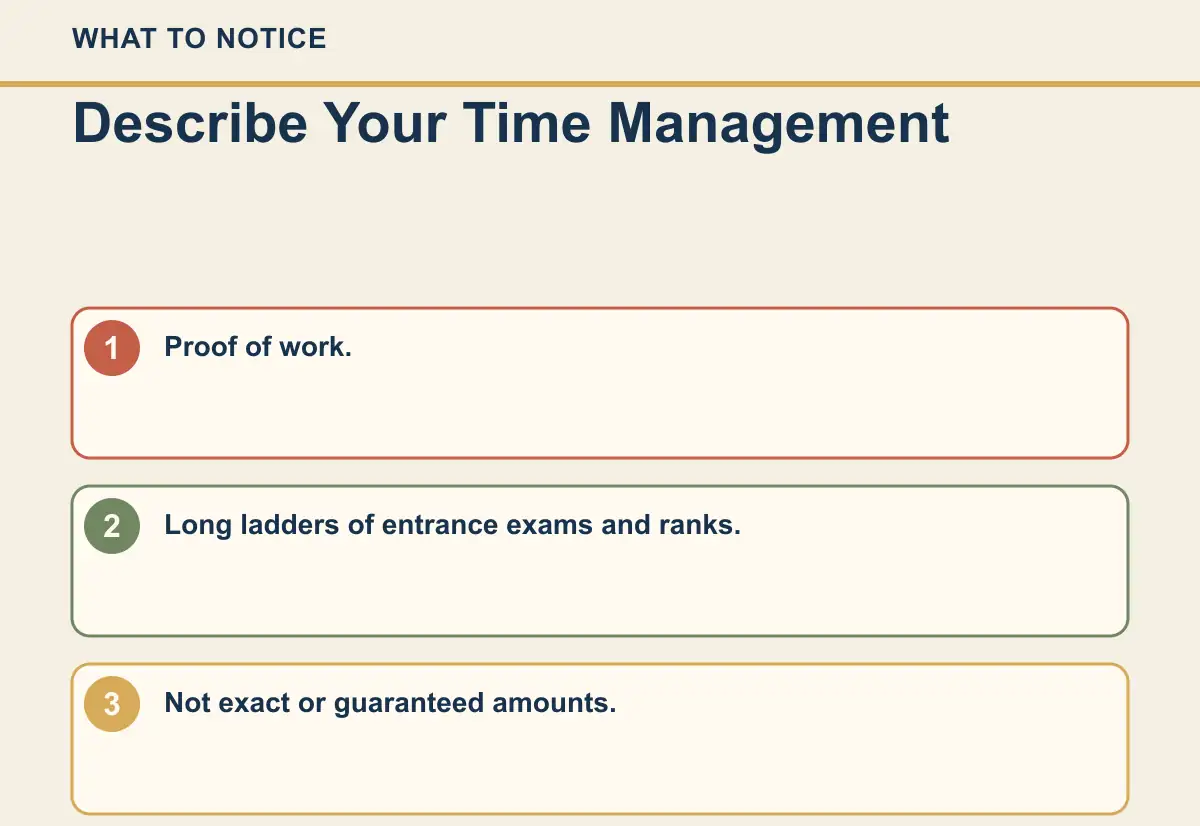 WHAT TO NOTICE
Describe Your Time Management
1
Proof of work.
2
Long ladders of entrance exams and ranks.
3
Not exact or guaranteed amounts.